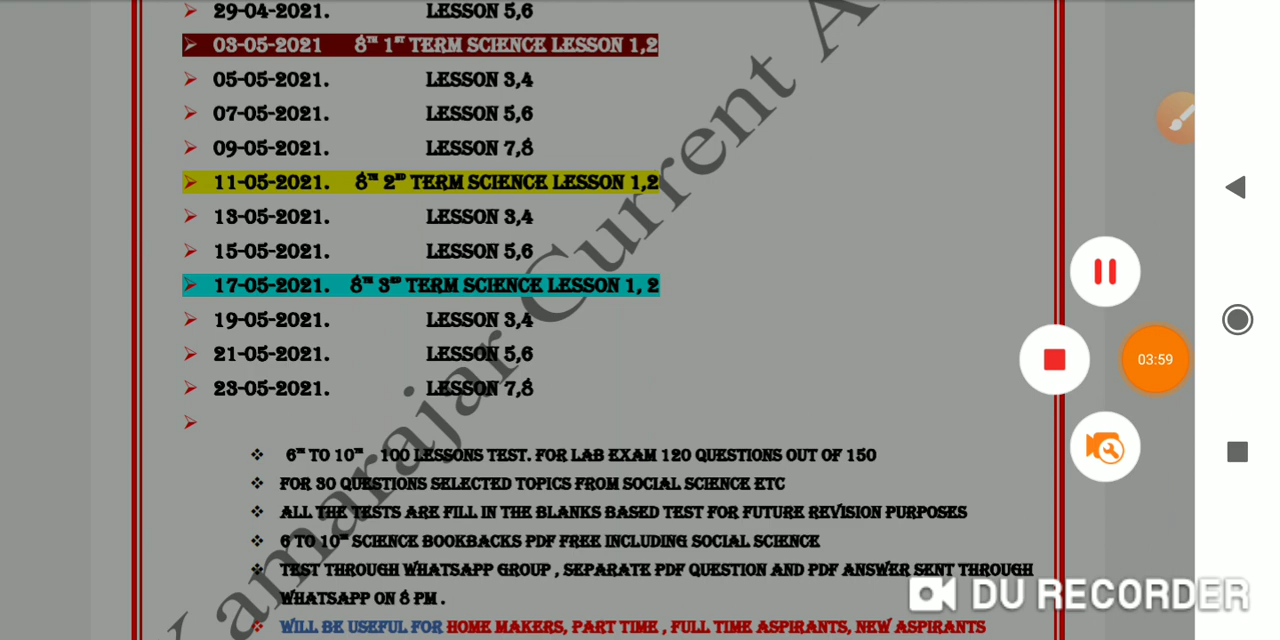 29-04-2021. LESSON 5,6
03-05-2021 8TH 1ST TERM SCIENCE LESSON 1,2
05-05-2021. LESSON 3,4
07-05-2021. LESSON 5,6
09-05-2021. LESSON 7,8
11-05-2021. 8TH 2ND TERM SCIENCE LESSON 1,2
13-05-2021. LESSON 3,4
15-05-2021. LESSON 5,6
17-05-2021. 8TH 3RD TERM SCIENCE LESSON 1, 2
19-05-2021. LESSON 3,4
21-05-2021. LESSON 5,6
23-05-2021. LESSON 7,8
6TH TO 10TH 100 LESSONS TEST. FOR LAB EXAM 120 QUESTIONS OUT OF 150
FOR 30 QUESTIONS SELECTED TOPICS FROM SOCIAL SCIENCE ETC
ALL THE TESTS ARE FILL IN THE BLANKS BASED TEST FOR FUTURE REVISION PURPOSES
6 TO 10TH SCIENCE BOOKBACKS PDF FREE INCLUDING SOCIAL SCIENCE
TEST THROUGH WHATSAPP GROUP , SEPARATE PDF QUESTION AND PDF ANSWER SENT THROUGH
WHATSAPP ON 8 PM .
WILL BE USEFUL FOR HOME MAKERS, PART TIME , FULL TIME ASPIRANTS, NEW ASPIRANTS
Kamarajar Current A
03:59
DU RECORDER